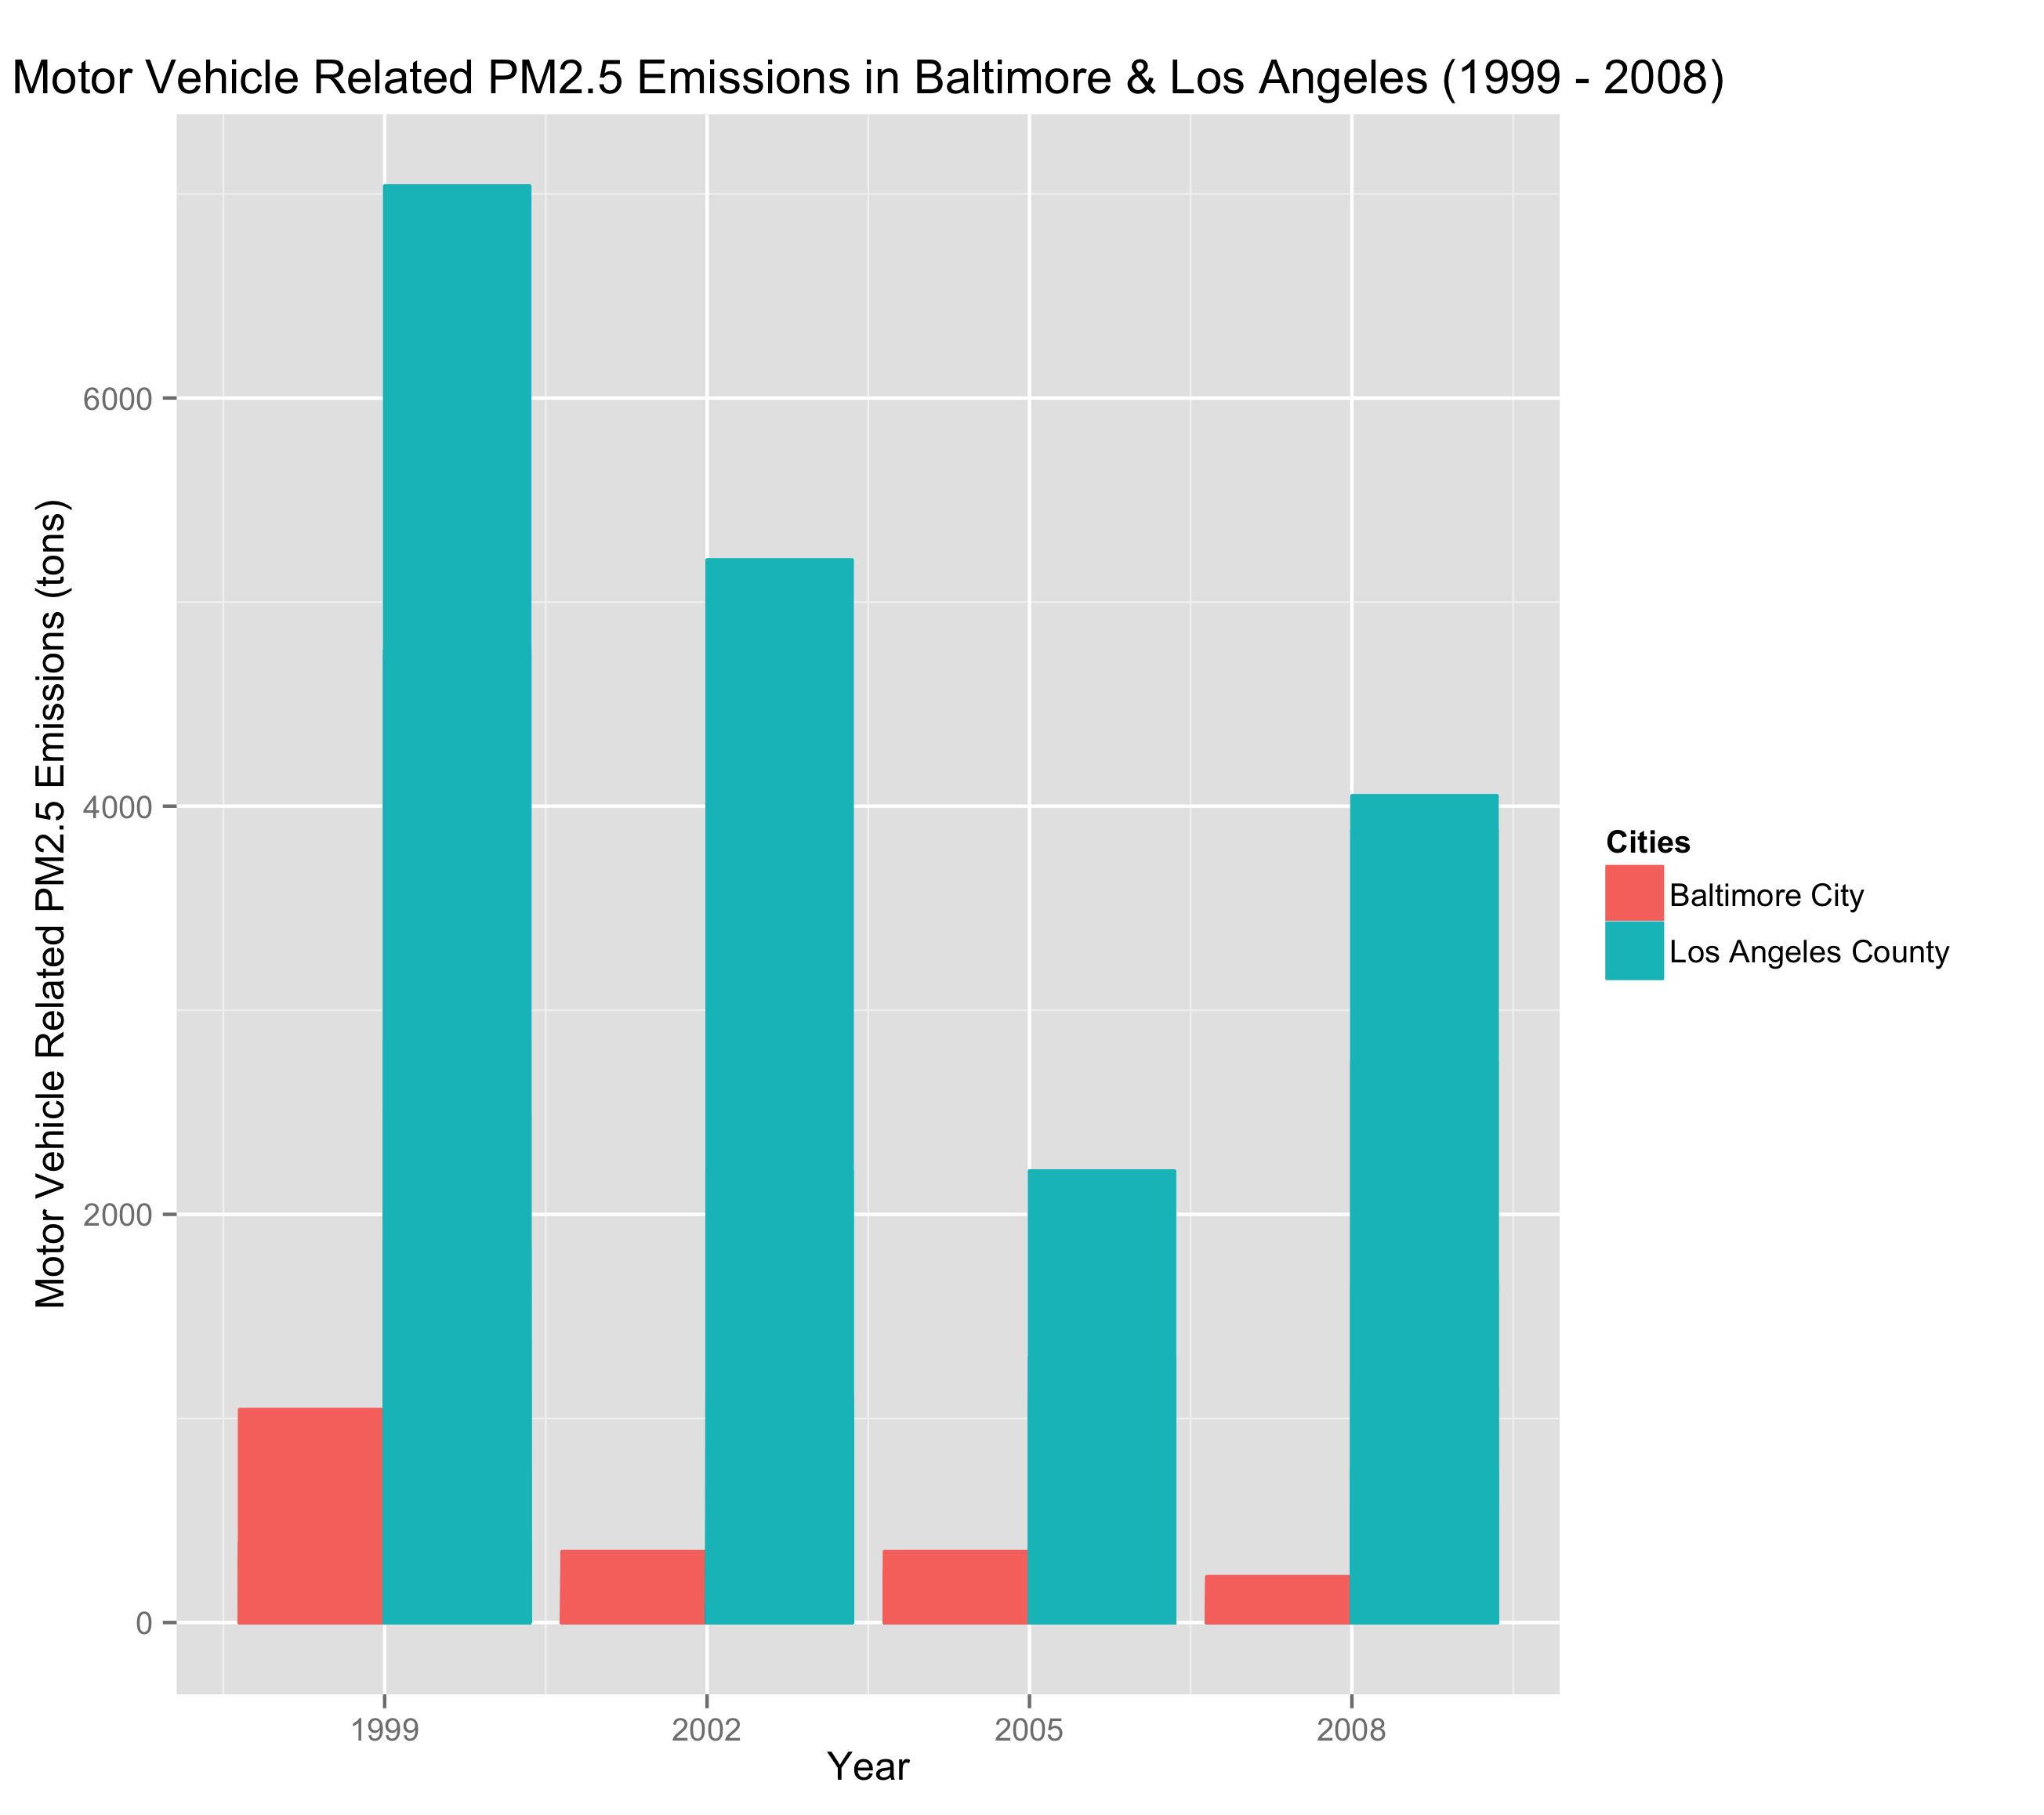 Motor Vehicle Related PM2.5 Emissions in Baltimore & Los Angeles (1999 - 2008)
Motor Vehicle Related PM2.5 Emissions (tons)
6000
4000
2000
0
1999 2002 2005 2008
Year
Cities
Baltimore City
Los Angeles County